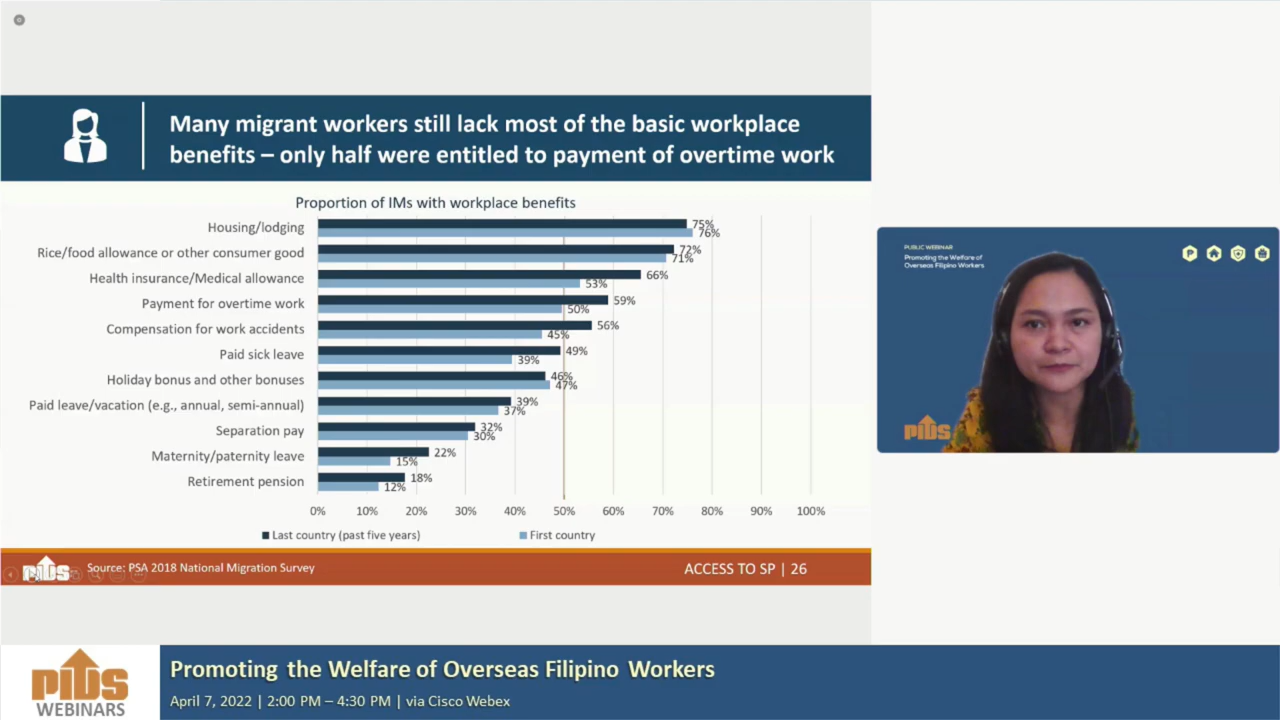 Many migrant workers still lack most of the basic workplace
benefits – only half were entitled to payment of overtime work
Proportion of IMs with workplace benefits
Housing/lodging
75%
76%
Rice/food allowance or other consumer good
72%
71%
Health insurance/Medical allowance
66%
53%
Payment for overtime work
59%
50%
Compensation for work accidents
56%
45%
Paid sick leave
49%
39%
Holiday bonus and other bonuses
46%
47%
Paid leave/vacation (e.g., annual, semi-annual)
39%
37%
Separation pay
32%
30%
Maternity/paternity leave
22%
15%
Retirement pension
18%
12%
0% 10% 20% 30% 40% 50% 60% 70% 80% 90% 100%
Last country (past five years) First country
PIDS
Source: PSA 2018 National Migration Survey
ACCESS TO SP | 26
PUBLIC WEBINAR
Promoting the Welfare of
Overseas Filipino Workers
P
PIDS
PIDS
WEBINARS
Promoting the Welfare of Overseas Filipino Workers
April 7, 2022 | 2:00 PM – 4:30 PM | via Cisco Webex